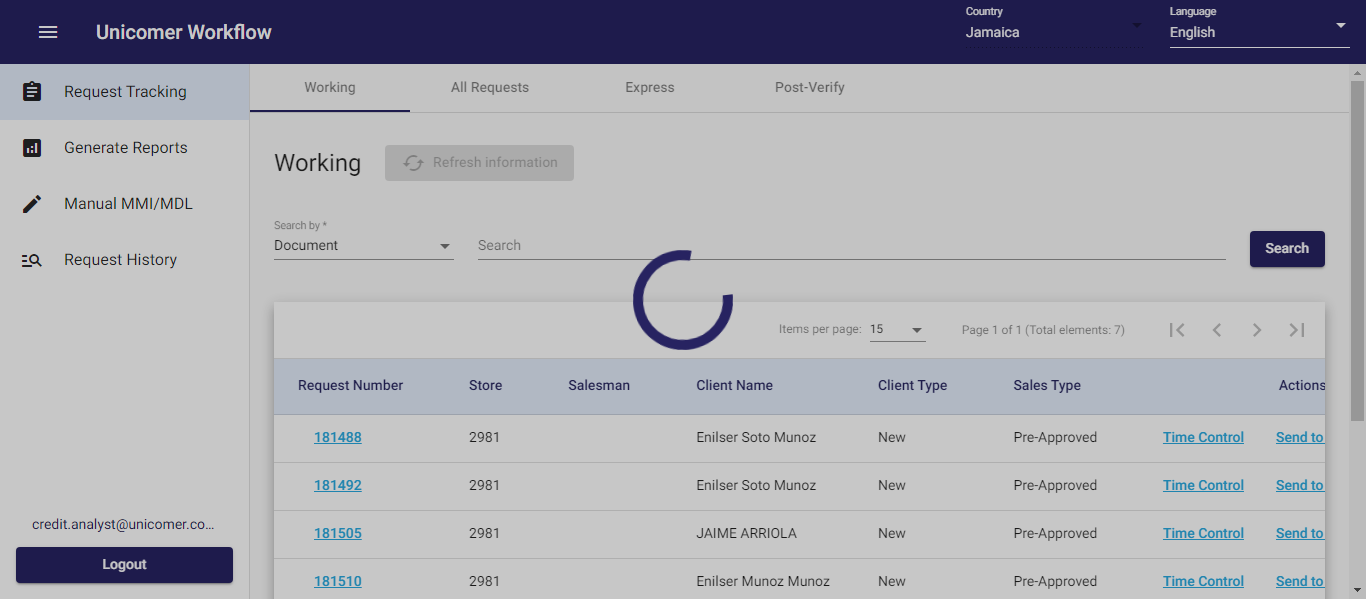 Unicomer Workflow
Country
Jamaica
Language
English
Request Tracking
Generate Reports
Manual MMI/MDL
Request History
credit.analyst@unicomer.co...
Logout
Working All Requests Express Post-Verify
Working Refresh information
Search by *
Document Search Search
Items per page: 15 Page 1 of 1 (Total elements: 7)
Request Number Store Salesman Client Name Client Type Sales Type Actions
181488 2981 Enilser Soto Munoz New Pre-Approved Time Control Send to
181492 2981 Enilser Soto Munoz New Pre-Approved Time Control Send to
181505 2981 JAIME ARRIOLA New Pre-Approved Time Control Send to
181510 2981 Enilser Munoz Munoz New Pre-Approved Time Control Send to